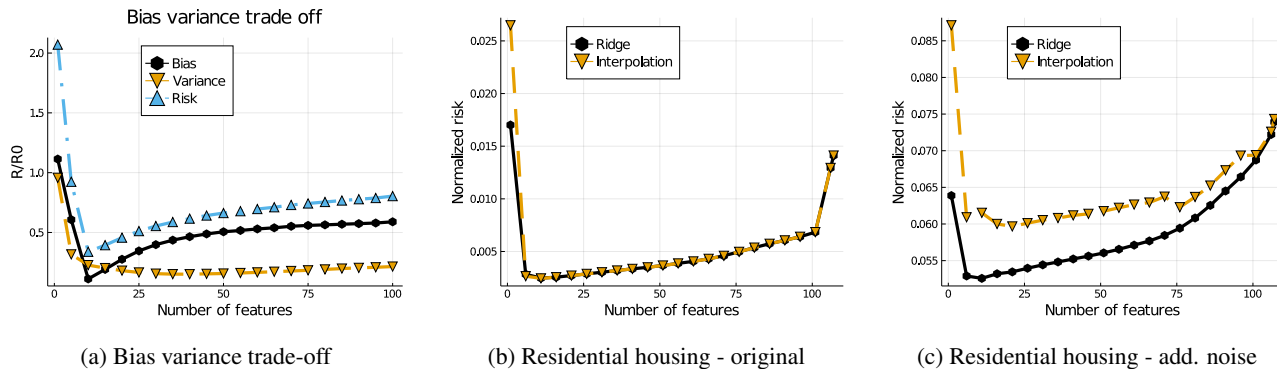 Bias variance trade off
R/R0
2.0
1.5
1.0
0.5
Bias
Variance
Risk
0
25
50
75
100
Number of features
(a) Bias variance trade-off
Normalized risk
0.025
0.020
0.015
0.010
0.005
0.000
Ridge
Interpolation
0
25
50
75
100
Number of features
(b) Residential housing - original
Normalized risk
0.085
0.080
0.075
0.070
0.065
0.060
0.055
Ridge
Interpolation
0
25
50
75
100
Number of features
(c) Residential housing - add. noise